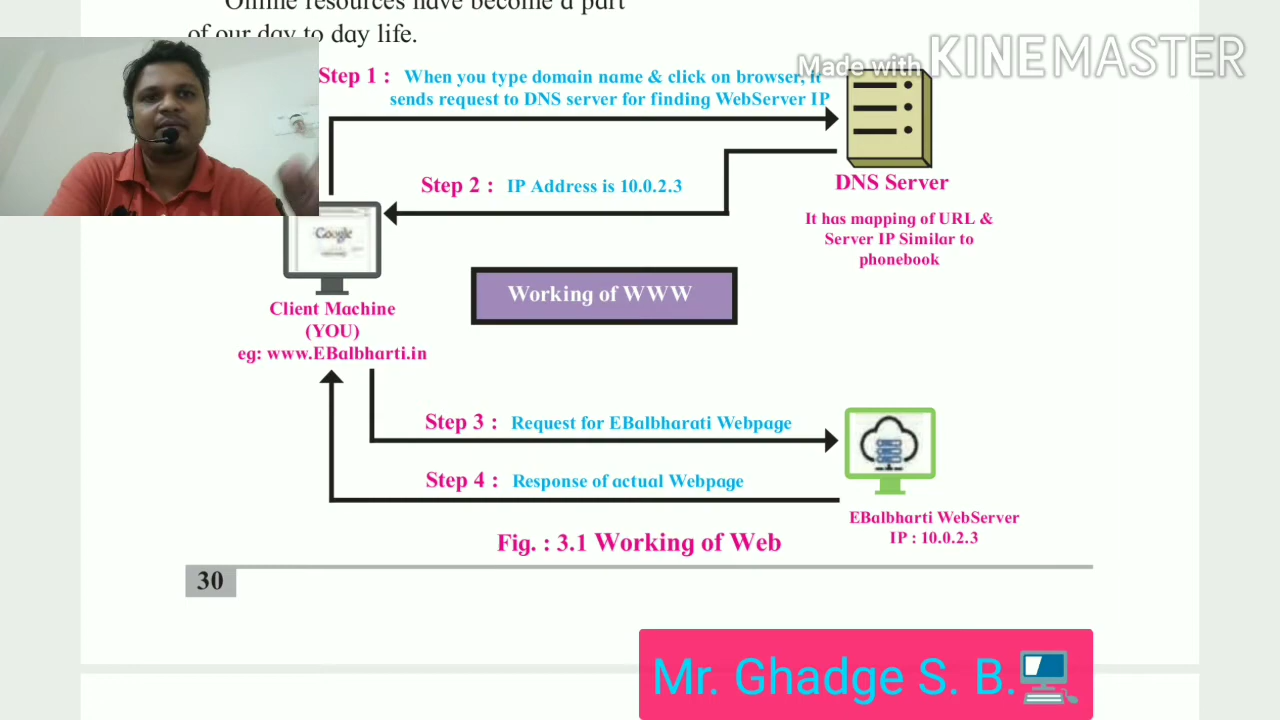 Online resources have become a part
of our day to day life.
Made with KINEMASTER
Step 1 : When you type domain name & click on browser, it
sends request to DNS server for finding WebServer IP
DNS Server
Step 2 : IP Address is 10.0.2.3
It has mapping of URL &
Server IP Similar to
phonebook
Google
Working of WWW
Client Machine
(YOU)
eg: www.EBalbharti.in
Step 3 : Request for EBalbharati Webpage
Step 4 : Response of actual Webpage
EBalbharti WebServer
IP : 10.0.2.3
Fig. : 3.1 Working of Web
30
Mr. Ghadge S. B.